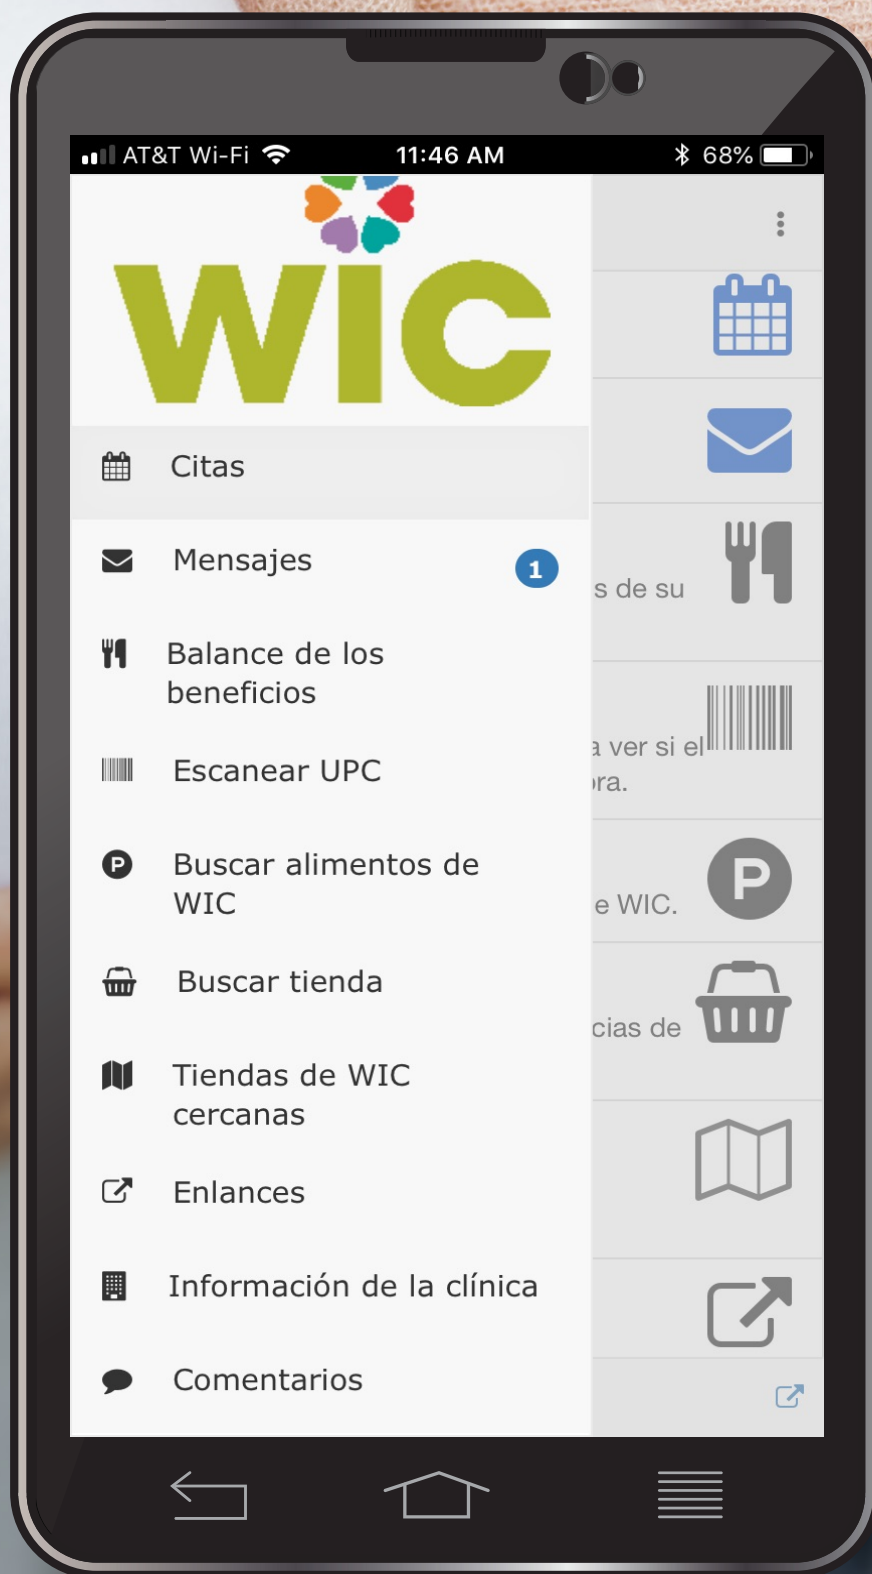 AT&T Wi-Fi 11:46 AM 68%
WIC
Citas
Mensajes 1
Balance de los
beneficios
Escanear UPC
P Buscar alimentos de
WIC
Buscar tienda
Tiendas de WIC
cercanas
Enlances
Información de la clínica
Comentarios
s de su
a ver si el
ora.
e WIC.
P
cias de